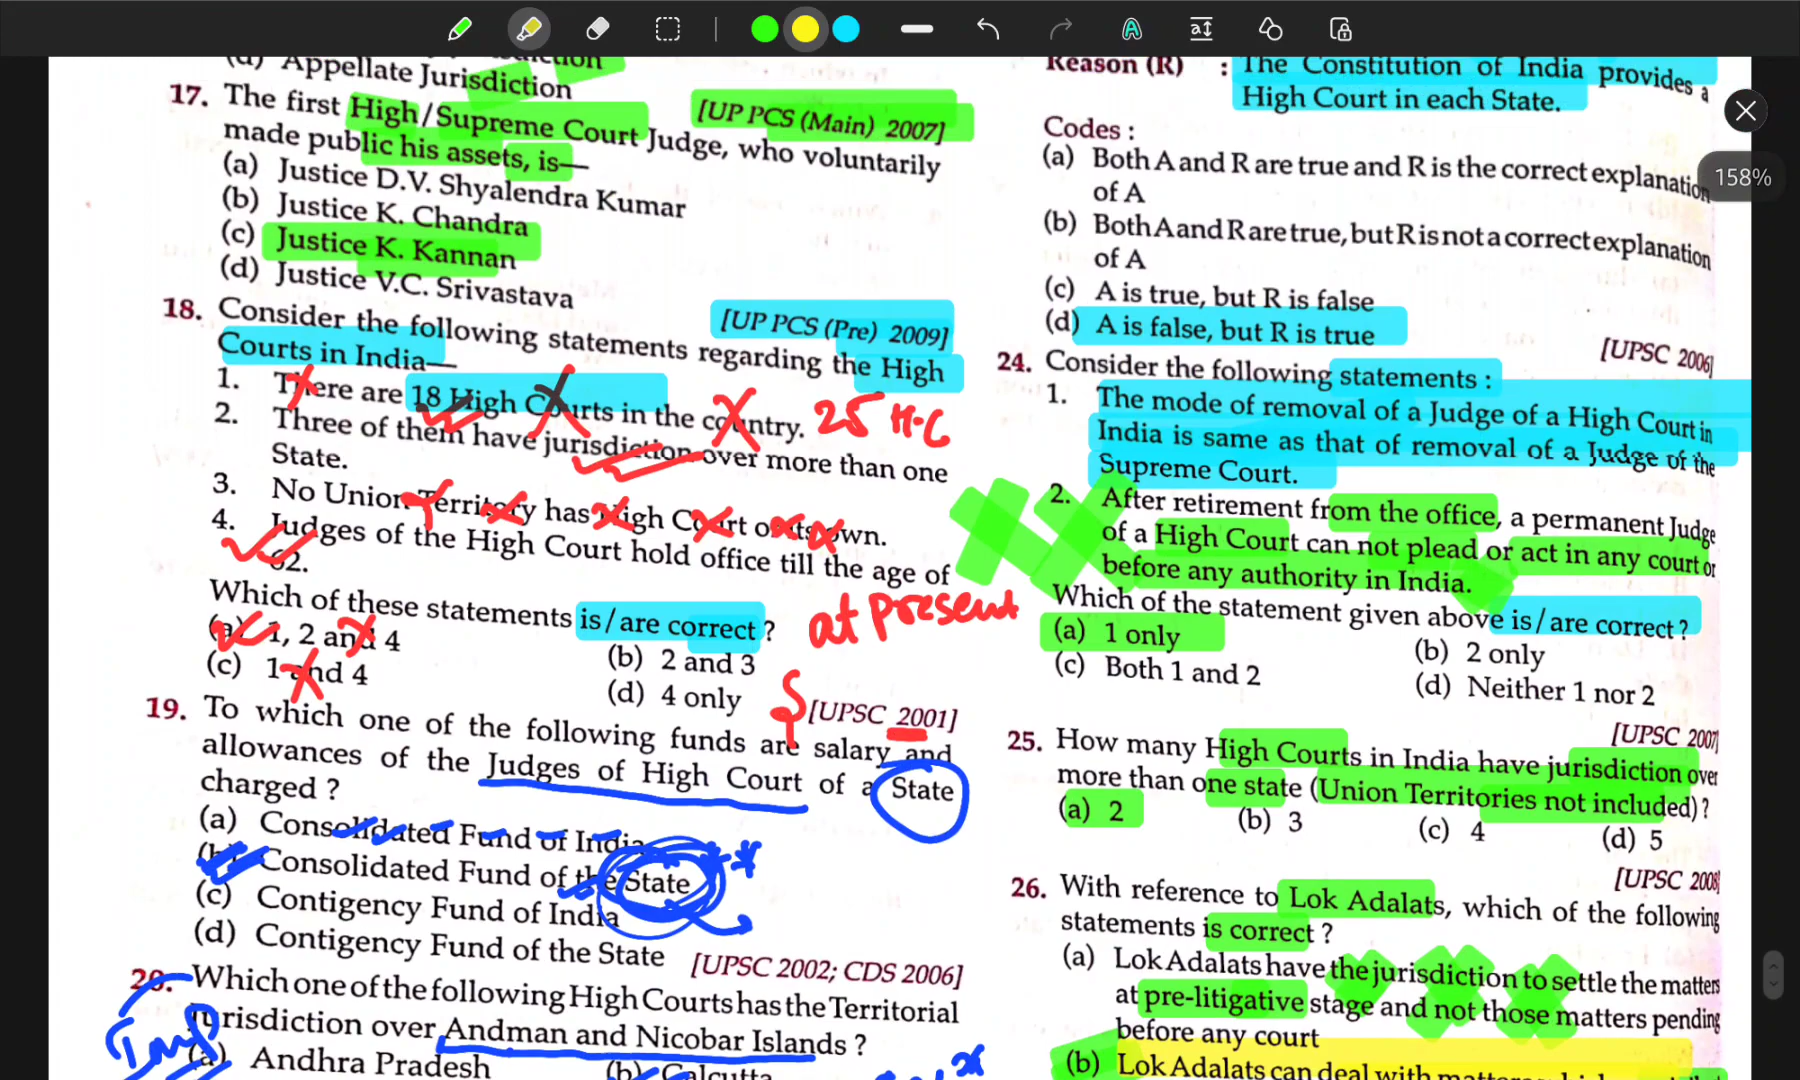 158%
(d) Appellate Jurisdiction
[UP PCS (Main) 2007]
17. The first High/Supreme Court Judge, who voluntarily
made public his assets, is—
(a) Justice D.V. Shyalendra Kumar
(b) Justice K. Chandra
(c) Justice K. Kannan
(d) Justice V.C. Srivastava
[UP PCS (Pre) 2009]
18. Consider the following statements regarding the High
Courts in India—
1. There are 18 High Courts in the country. 25 H.C
2. Three of them have jurisdiction over more than one
State.
3. No Union Territory has High Court of its own.
4. Judges of the High Court hold office till the age of
62.
at present
Which of these statements is/are correct ?
(a) 1, 2 and 4
(b) 2 and 3
(c) 1 and 4
(d) 4 only
[UPSC 2001]
19. To which one of the following funds are salary and
allowances of the Judges of High Court of a State
charged ?
(a) Consolidated Fund of India
(b) Consolidated Fund of the State
(c) Contigency Fund of India
(d) Contigency Fund of the State
[UPSC 2002; CDS 2006]
20. Which one of the following High Courts has the Territorial
Jurisdiction over Andman and Nicobar Islands ?
Imp
(a) Andhra Pradesh
(b) Calcutta
Reason (R) : The Constitution of India provides a
High Court in each State.
Codes :
(a) Both A and R are true and R is the correct explanation
of A
(b) Both A and R are true, but R is not a correct explanation
of A
(c) A is true, but R is false
(d) A is false, but R is true
[UPSC 2006]
24. Consider the following statements :
1. The mode of removal of a Judge of a High Court in
India is same as that of removal of a Judge of the
Supreme Court.
2. After retirement from the office, a permanent Judge
of a High Court can not plead or act in any court or
before any authority in India.
Which of the statement given above is/are correct ?
(a) 1 only
(b) 2 only
(c) Both 1 and 2
(d) Neither 1 nor 2
[UPSC 2007]
25. How many High Courts in India have jurisdiction over
more than one state (Union Territories not included) ?
(a) 2
(b) 3
(c) 4
(d) 5
[UPSC 2008]
26. With reference to Lok Adalats, which of the following
statements is correct ?
(a) Lok Adalats have the jurisdiction to settle the matters
at pre-litigative stage and not those matters pending
before any court
(b) Lok Adalats can deal with matters